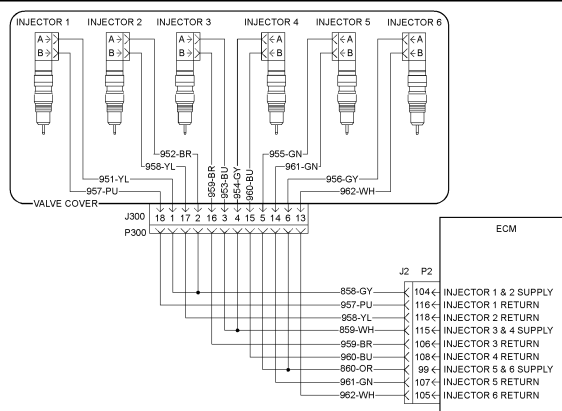 INJECTOR 1 INJECTOR 2 INJECTOR 3 INJECTOR 4 INJECTOR 5 INJECTOR 6
A A A A A A
B B B B B B
952-BR
958-YL
951-YL
957-PU
959-BR
953-BU
954-GY
960-BU
955-GN
961-GN
956-GY
962-WH
VALVE COVER
J300 18 1 17 2 16 3 4 15 5 14 6 13
P300
ECM
J2 P2
858-GY 104 INJECTOR 1 & 2 SUPPLY
957-PU 116 INJECTOR 1 RETURN
958-YL 118 INJECTOR 2 RETURN
859-WH 115 INJECTOR 3 & 4 SUPPLY
959-BR 106 INJECTOR 3 RETURN
960-BU 108 INJECTOR 4 RETURN
860-OR 99 INJECTOR 5 & 6 SUPPLY
961-GN 107 INJECTOR 5 RETURN
962-WH 105 INJECTOR 6 RETURN